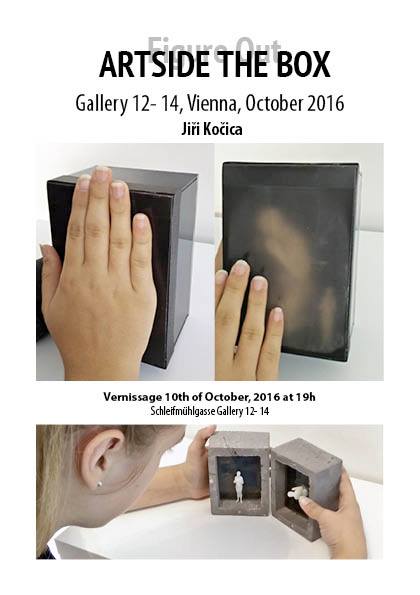 Figure Out
ARTSIDE THE BOX
Gallery 12- 14, Vienna, October 2016
Jiři Kočica
Vernissage 10th of October, 2016 at 19h
Schleifmühlgasse Gallery 12- 14